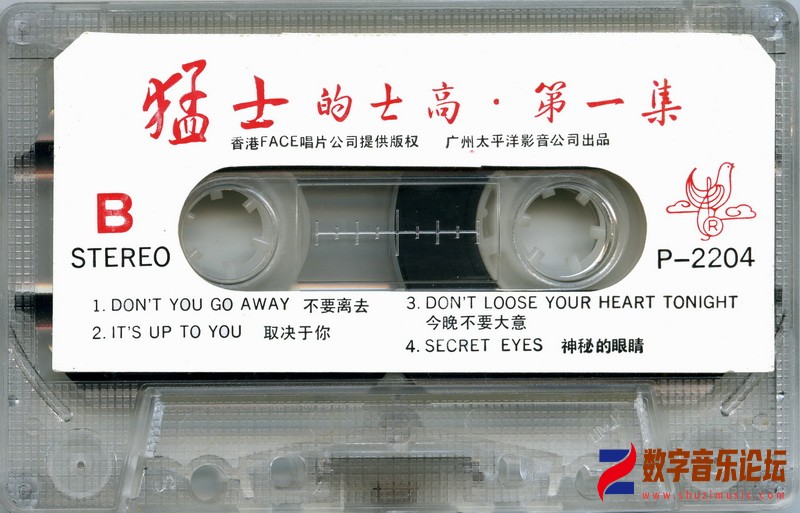 猛士的士高·第一集
香港FACE唱片公司提供版权 广州太平洋影音公司出品
B
STEREO
®
P-2204
1. DON'T YOU GO AWAY 不要离去
2. IT'S UP TO YOU 取决于你
3. DON'T LOOSE YOUR HEART TONIGHT
今晚不要大意
4. SECRET EYES 神秘的眼睛
数字音乐论坛
www.shuzimusic.com